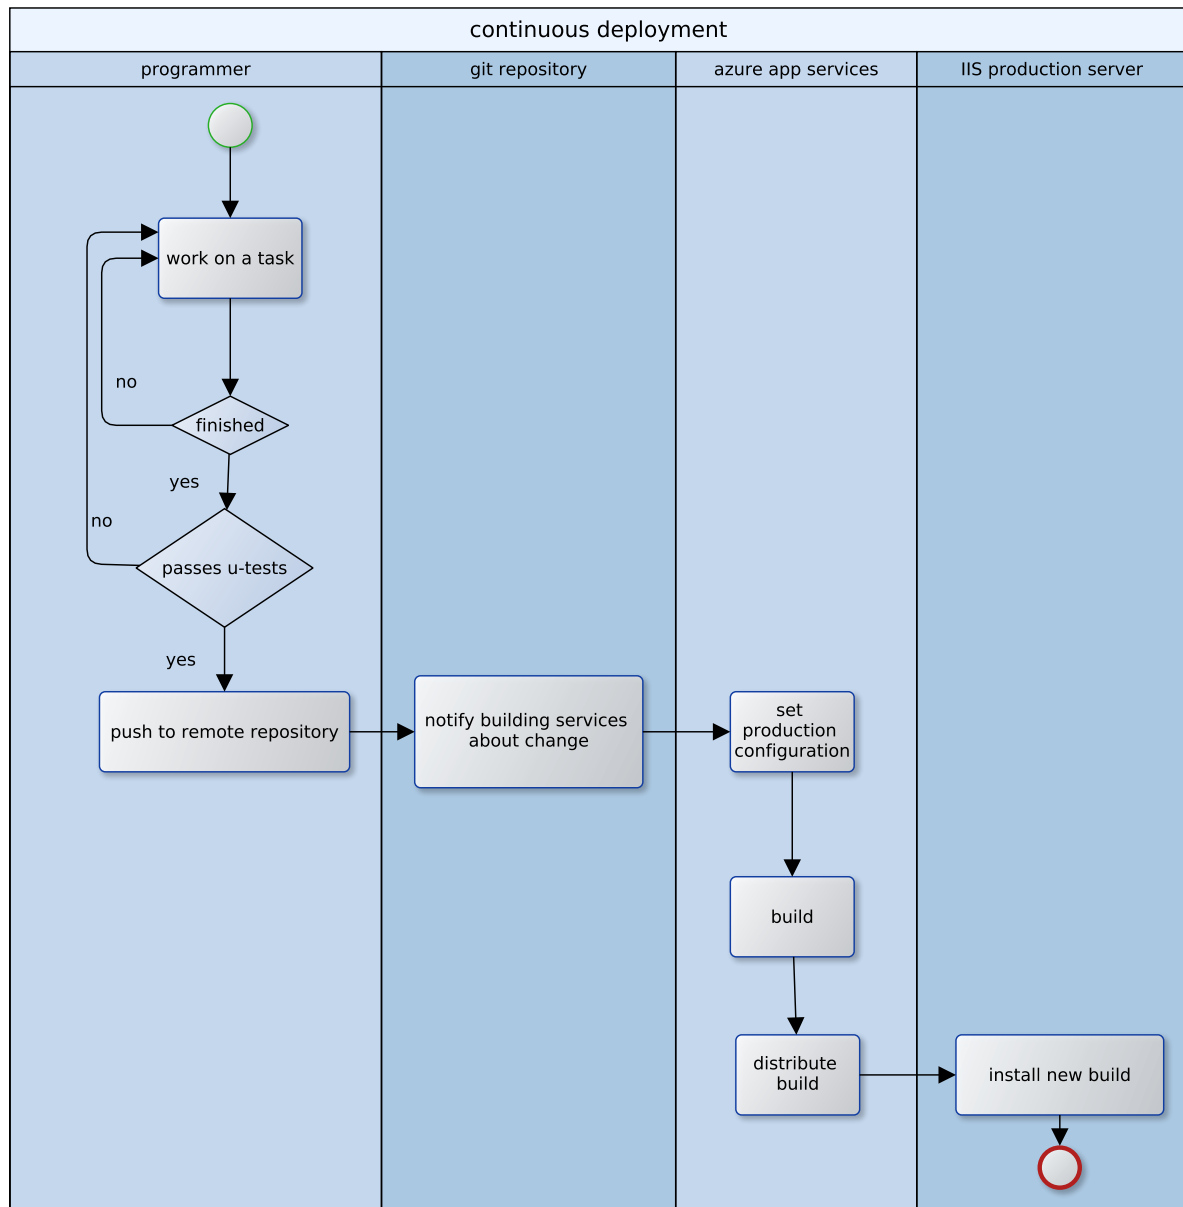 continuous deployment
programmer
git repository
azure app services
IIS production server
work on a task
no
finished
yes
no
passes u-tests
yes
push to remote repository
notify building services
about change
set
production
configuration
build
distribute
build
install new build